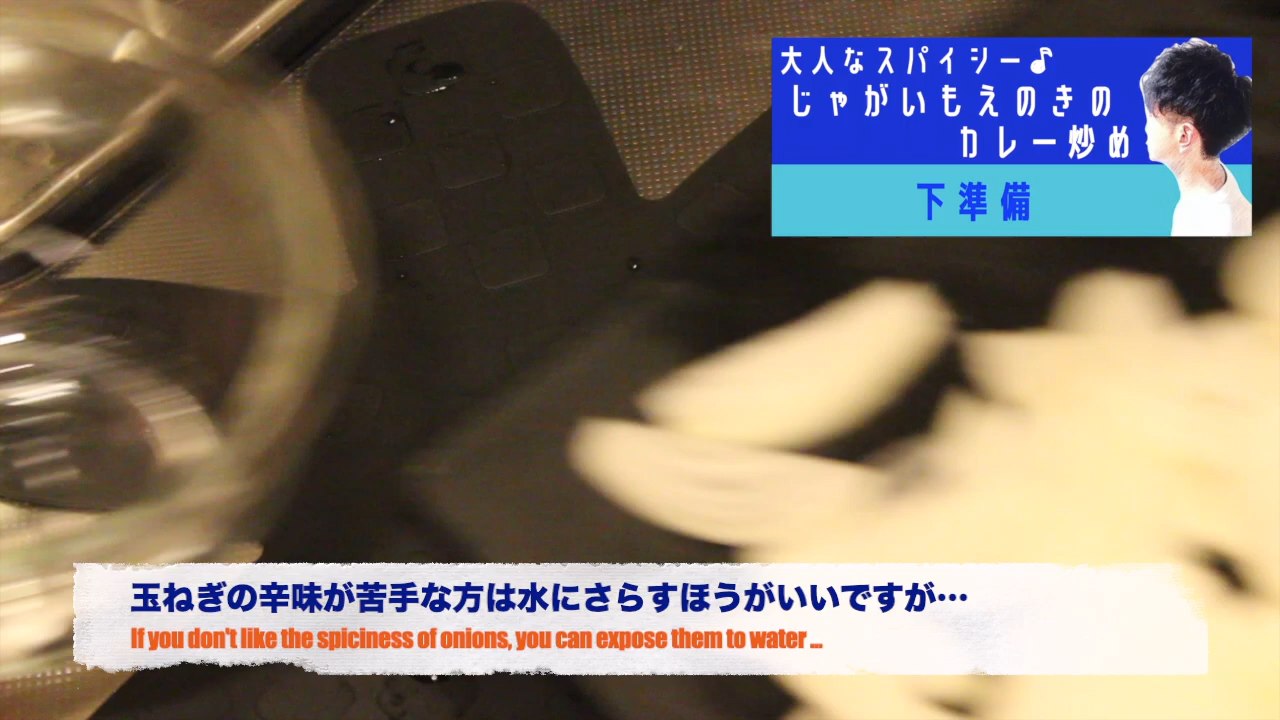 大人なスパイシー♪
じゃがいもえのきの
カレー炒め
下準備
玉ねぎの辛味が苦手な方は水にさらすほうがいいですが…
If you don't like the spiciness of onions, you can expose them to water ...